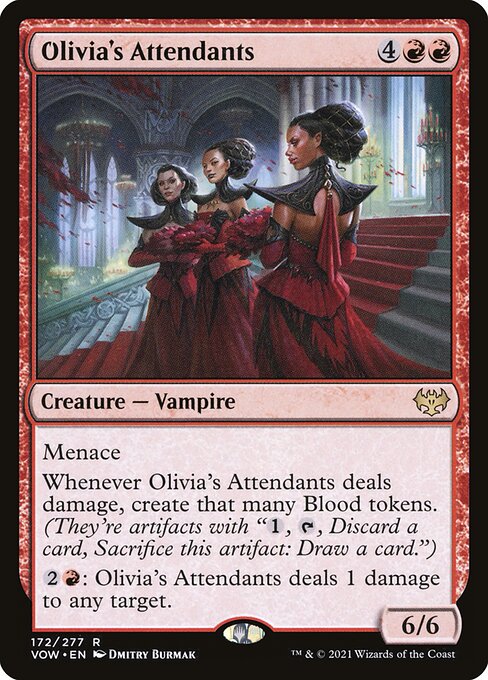 Olivia's Attendants 4
Creature — Vampire
Menace
Whenever Olivia's Attendants deals
damage, create that many Blood tokens.
(They're artifacts with “1, , Discard a
card, Sacrifice this artifact: Draw a card.”)
2 : Olivia's Attendants deals 1 damage
to any target.
6/6
172/277 R
VOW • EN DMITRY BURMAK
™ & © 2021 Wizards of the Coast